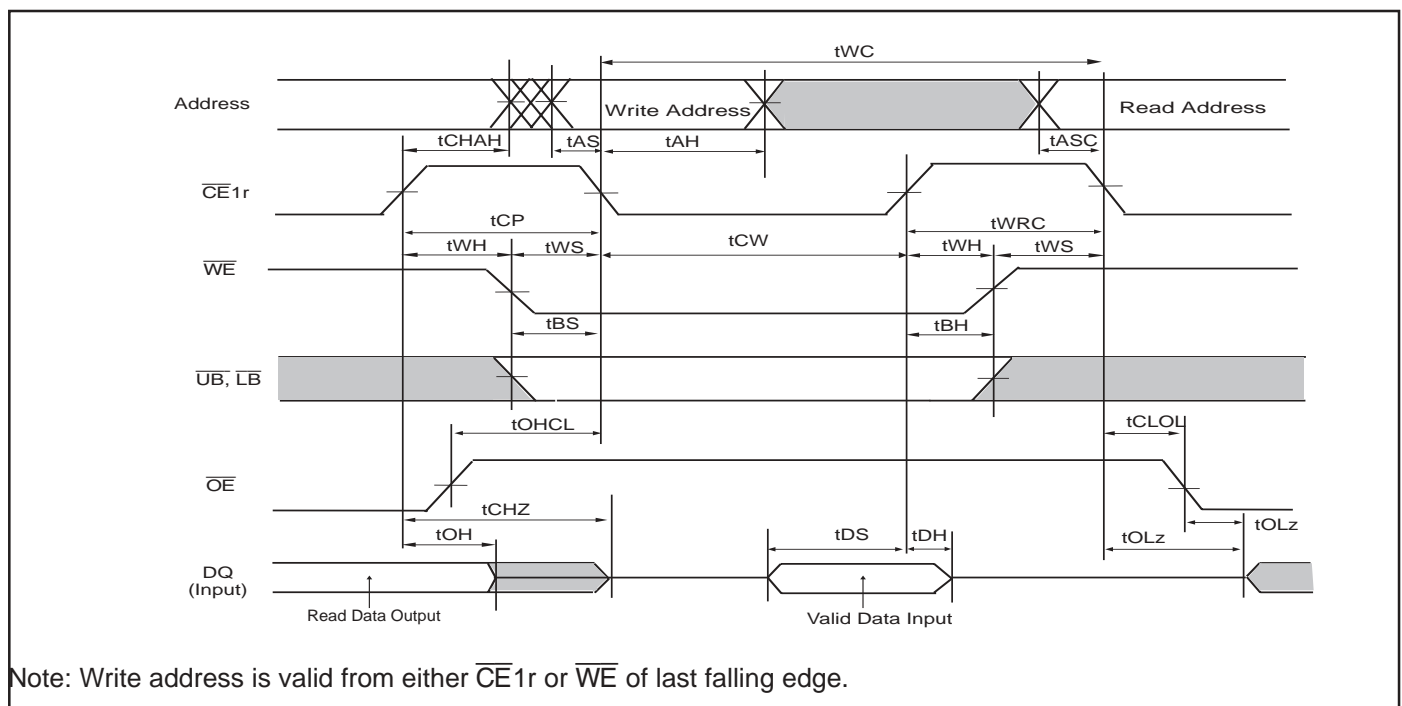 tWC
Address
Write Address
Read Address
tCHAH
tAS
tAH
tASC
CE1r
tCP
tWRC
tWH
tWS
tCW
tWH
tWS
WE
tBS
tBH
UB, LB
tOHCL
tCLOL
OE
tCHZ
tOLz
tOH
tDS
tDH
tOLz
DQ
(Input)
Read Data Output
Valid Data Input
Note: Write address is valid from either CE1r or WE of last falling edge.